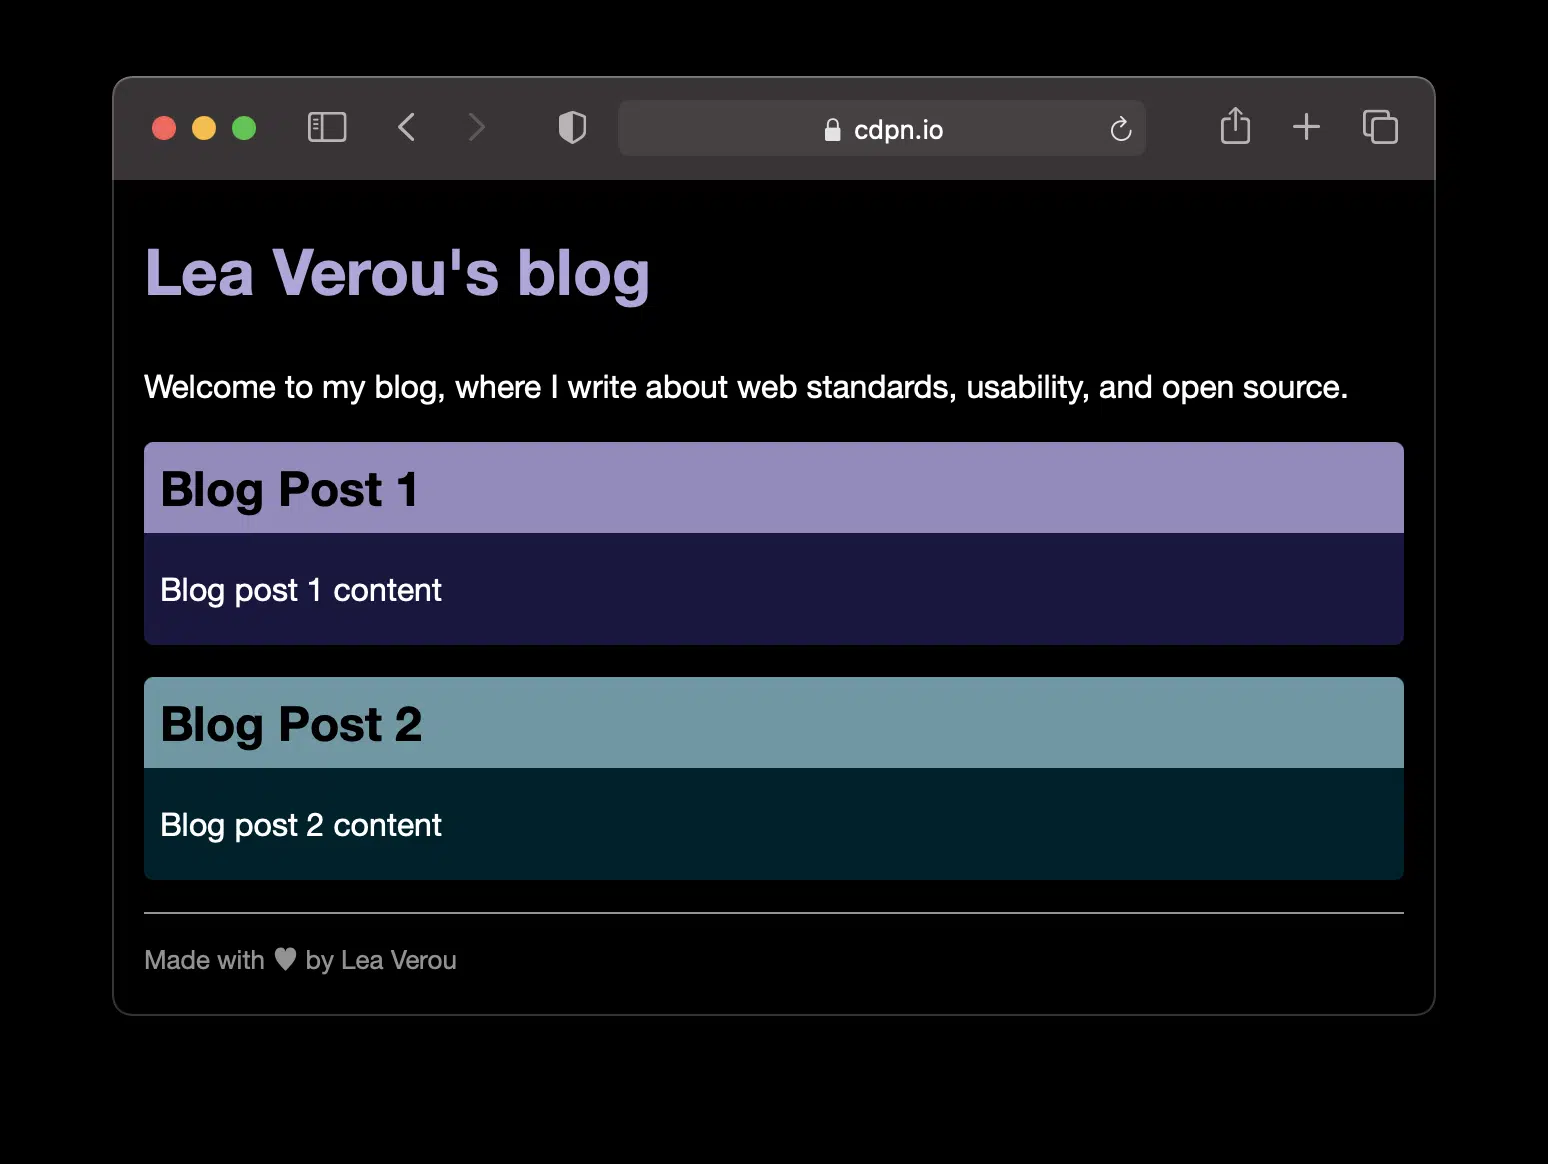 cdpn.io
Lea Verou's blog
Welcome to my blog, where I write about web standards, usability, and open source.
Blog Post 1
Blog post 1 content
Blog Post 2
Blog post 2 content
Made with ♥ by Lea Verou